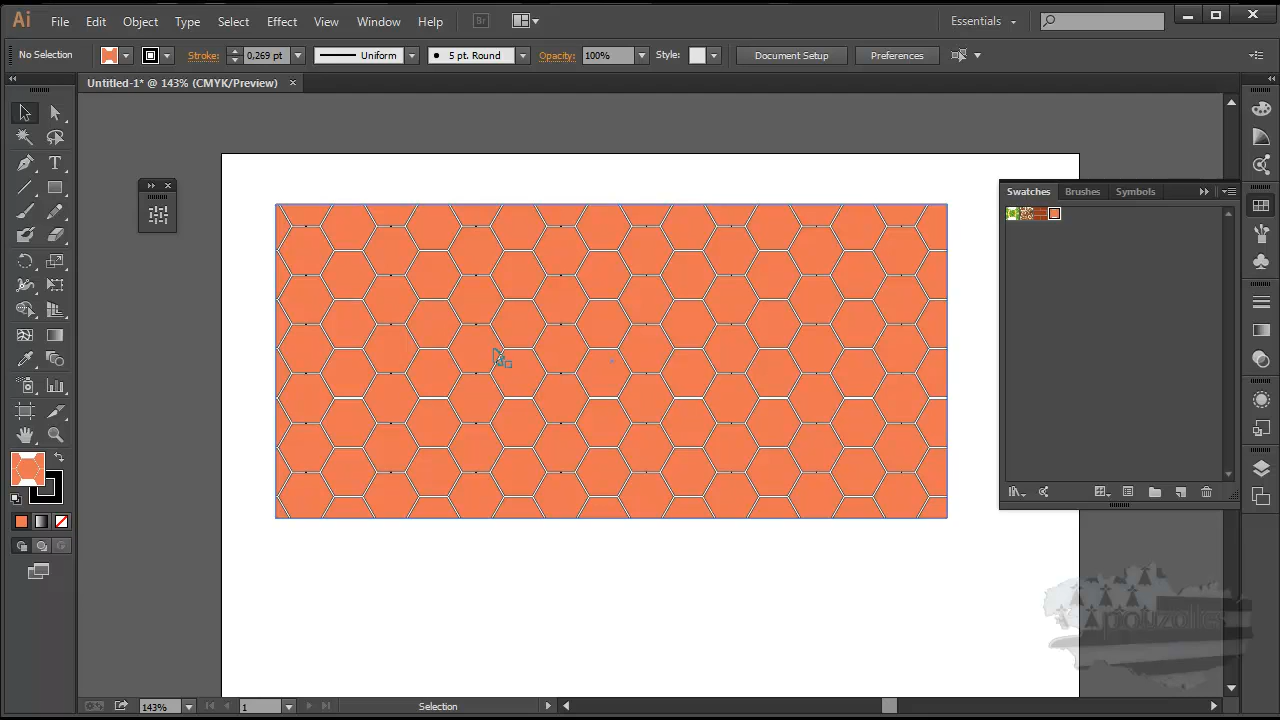 Ai File Edit Object Type Select Effect View Window Help Br Essentials
No Selection Stroke: 0,269 pt Uniform 5 pt. Round Opacity: 100% Style: Document Setup Preferences
Untitled-1* @ 143% (CMYK/Preview)
Swatches Brushes Symbols
T
143% 1 Selection